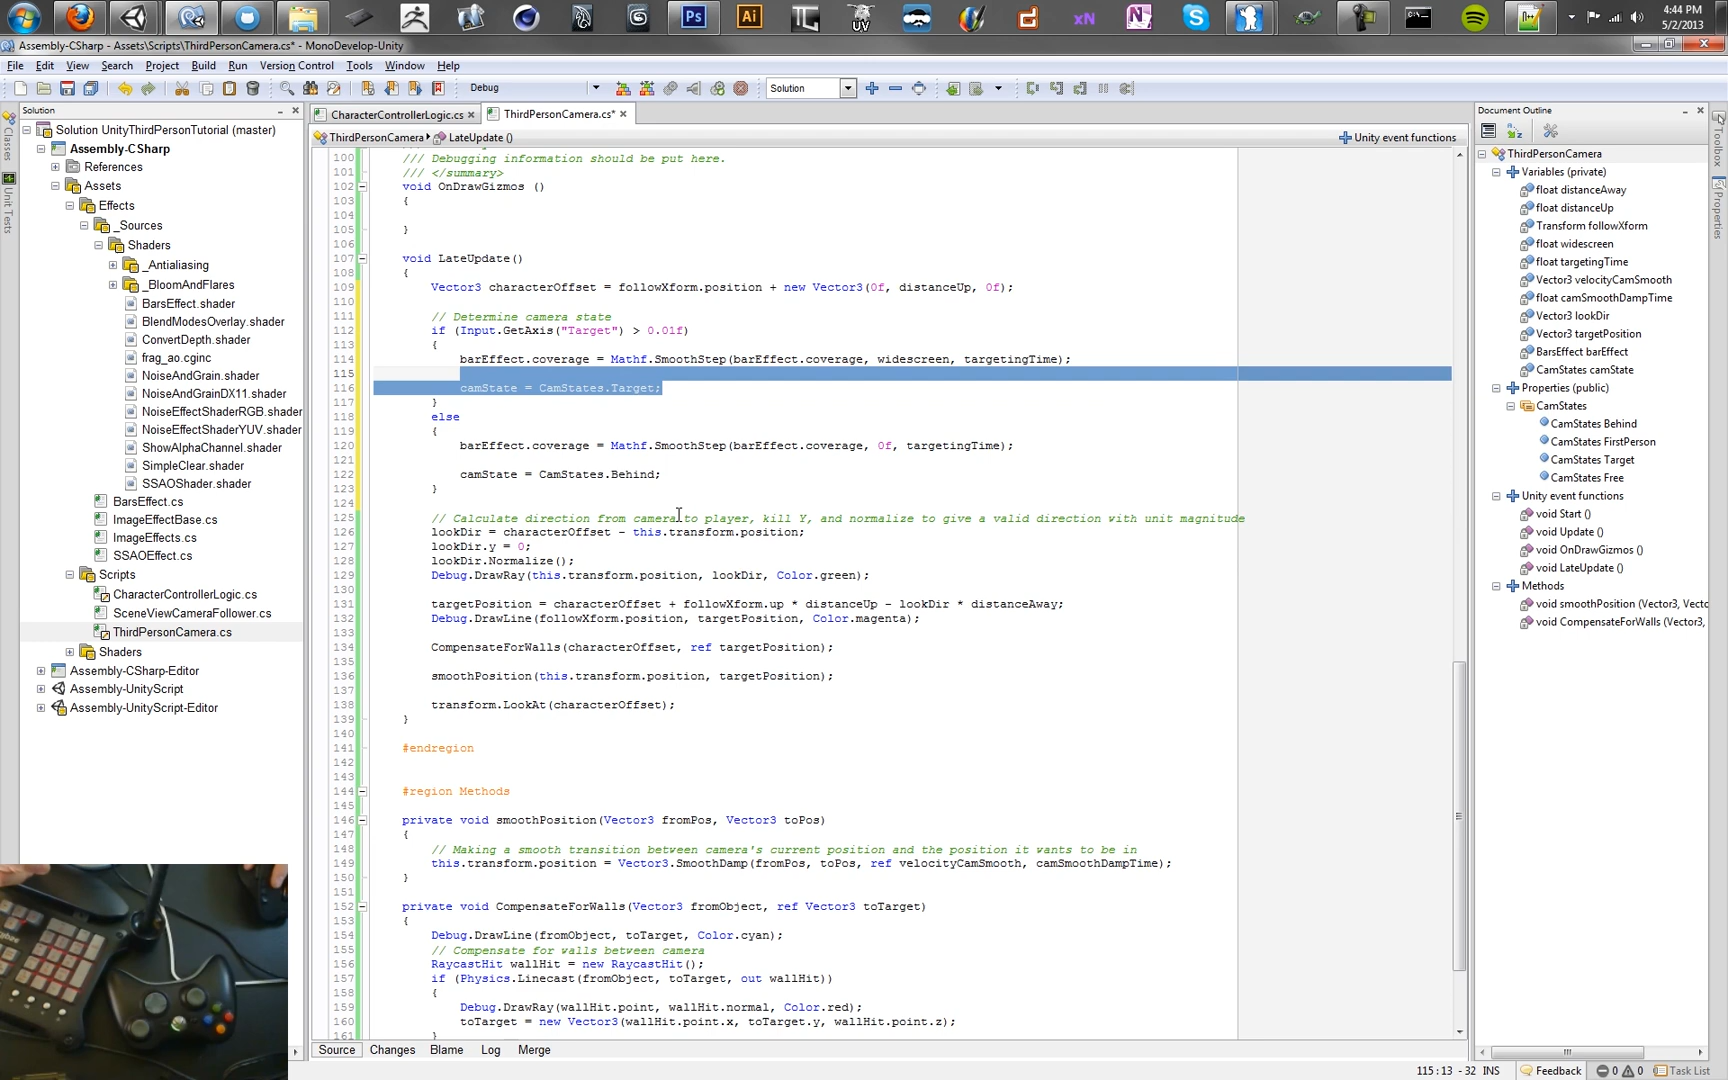 4:44 PM
5/2/2013
Assembly-CSharp - Assets\Scripts\ThirdPersonCamera.cs* - MonoDevelop-Unity
File Edit View Search Project Build Run Version Control Tools Window Help
Debug Solution
Solution
CharacterControllerLogic.cs ThirdPersonCamera.cs*
Document Outline
ThirdPersonCamera LateUpdate () Unity event functions
Classes
Unit Tests
Toolbox
Properties
Solution UnityThirdPersonTutorial (master)
Assembly-CSharp
References
Assets
Effects
_Sources
Shaders
_Antialiasing
_BloomAndFlares
BarsEffect.shader
BlendModesOverlay.shader
ConvertDepth.shader
frag_ao.cginc
NoiseAndGrain.shader
NoiseAndGrainDX11.shader
NoiseEffectShaderRGB.shader
NoiseEffectShaderYUV.shader
ShowAlphaChannel.shader
SimpleClear.shader
SSAOShader.shader
BarsEffect.cs
ImageEffectBase.cs
ImageEffects.cs
SSAOEffect.cs
Scripts
CharacterControllerLogic.cs
SceneViewCameraFollower.cs
ThirdPersonCamera.cs
Shaders
Assembly-CSharp-Editor
Assembly-UnityScript
Assembly-UnityScript-Editor
100 /// Debugging information should be put here.
101 /// </summary>
102 void OnDrawGizmos ()
103 {
104
105 }
106
107 void LateUpdate()
108 {
109 Vector3 characterOffset = followXform.position + new Vector3(0f, distanceUp, 0f);
110
111 // Determine camera state
112 if (Input.GetAxis("Target") > 0.01f)
113 {
114 barEffect.coverage = Mathf.SmoothStep(barEffect.coverage, widescreen, targetingTime);
115
116 camState = CamStates.Target;
117 }
118 else
119 {
120 barEffect.coverage = Mathf.SmoothStep(barEffect.coverage, 0f, targetingTime);
121
122 camState = CamStates.Behind;
123 }
124
125 // Calculate direction from camera to player, kill Y, and normalize to give a valid direction with unit magnitude
126 lookDir = characterOffset - this.transform.position;
127 lookDir.y = 0;
128 lookDir.Normalize();
129 Debug.DrawRay(this.transform.position, lookDir, Color.green);
130
131 targetPosition = characterOffset + followXform.up * distanceUp - lookDir * distanceAway;
132 Debug.DrawLine(followXform.position, targetPosition, Color.magenta);
133
134 CompensateForWalls(characterOffset, ref targetPosition);
135
136 smoothPosition(this.transform.position, targetPosition);
137
138 transform.LookAt(characterOffset);
139 }
140
141 #endregion
142
143
144 #region Methods
145
146 private void smoothPosition(Vector3 fromPos, Vector3 toPos)
147 {
148 // Making a smooth transition between camera's current position and the position it wants to be in
149 this.transform.position = Vector3.SmoothDamp(fromPos, toPos, ref velocityCamSmooth, camSmoothDampTime);
150 }
151
152 private void CompensateForWalls(Vector3 fromObject, ref Vector3 toTarget)
153 {
154 Debug.DrawLine(fromObject, toTarget, Color.cyan);
155 // Compensate for walls between camera
156 RaycastHit wallHit = new RaycastHit();
157 if (Physics.Linecast(fromObject, toTarget, out wallHit))
158 {
159 Debug.DrawRay(wallHit.point, wallHit.normal, Color.red);
160 toTarget = new Vector3(wallHit.point.x, toTarget.y, wallHit.point.z);
161 }
ThirdPersonCamera
Variables (private)
float distanceAway
float distanceUp
Transform followXform
float widescreen
float targetingTime
Vector3 velocityCamSmooth
float camSmoothDampTime
Vector3 lookDir
Vector3 targetPosition
BarsEffect barEffect
CamStates camState
Properties (public)
CamStates
CamStates Behind
CamStates FirstPerson
CamStates Target
CamStates Free
Unity event functions
void Start ()
void Update ()
void OnDrawGizmos ()
void LateUpdate ()
Methods
void smoothPosition (Vector3, Vecto
void CompensateForWalls (Vector3,
Source Changes Blame Log Merge
115 : 13 - 32 INS Feedback 0 0 Task List